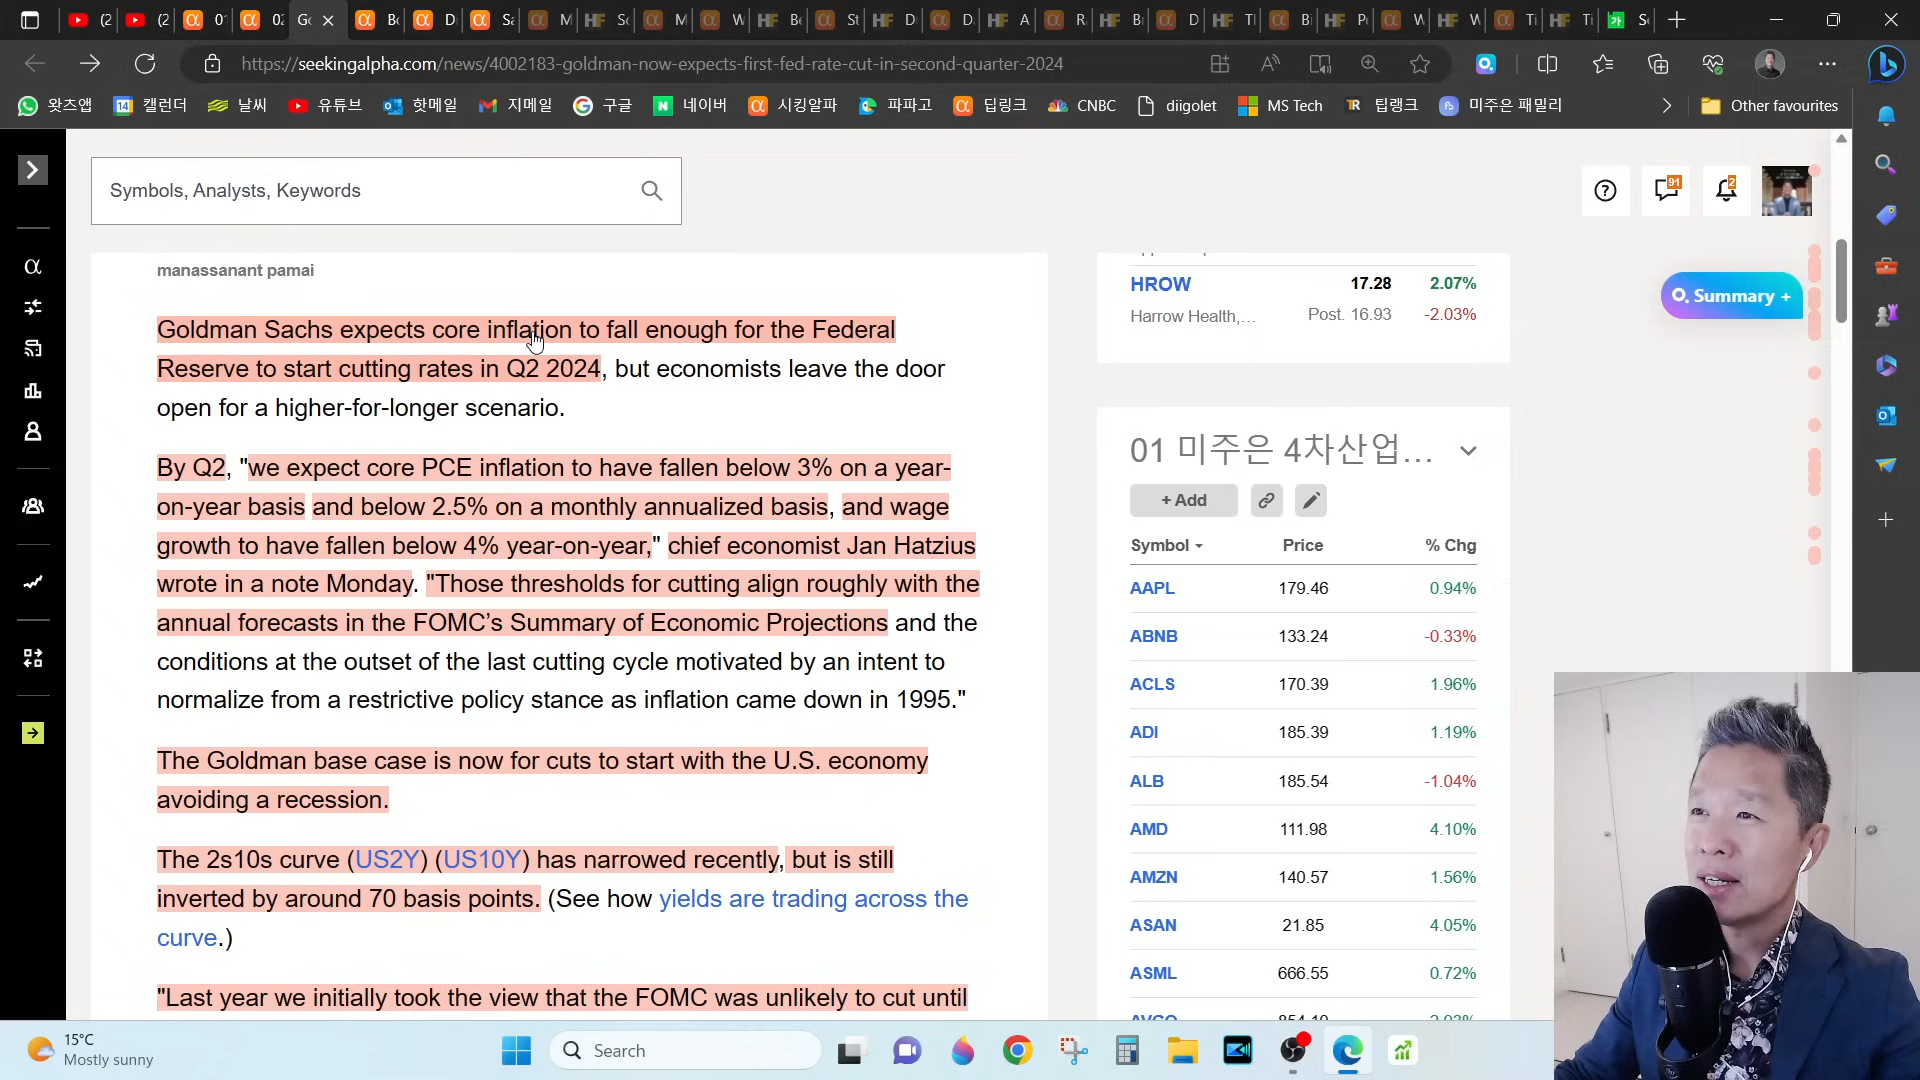 https://seekingalpha.com/news/4002183-goldman-now-expects-first-fed-rate-cut-in-second-quarter-2024
왓츠앱 14 캘린더 날씨 유튜브 핫메일 지메일 구글 네이버 시킹알파 파파고 딥링크 CNBC diigolet MS Tech 팁랭크 미주은 패밀리 Other favourites
Symbols, Analysts, Keywords
91
2
manassanant pamai
Goldman Sachs expects core inflation to fall enough for the Federal
Reserve to start cutting rates in Q2 2024, but economists leave the door
open for a higher-for-longer scenario.
By Q2, "we expect core PCE inflation to have fallen below 3% on a year-
on-year basis and below 2.5% on a monthly annualized basis, and wage
growth to have fallen below 4% year-on-year," chief economist Jan Hatzius
wrote in a note Monday. "Those thresholds for cutting align roughly with the
annual forecasts in the FOMC’s Summary of Economic Projections and the
conditions at the outset of the last cutting cycle motivated by an intent to
normalize from a restrictive policy stance as inflation came down in 1995."
The Goldman base case is now for cuts to start with the U.S. economy
avoiding a recession.
The 2s10s curve (US2Y) (US10Y) has narrowed recently, but is still
inverted by around 70 basis points. (See how yields are trading across the
curve.)
"Last year we initially took the view that the FOMC was unlikely to cut until
HROW 17.28 2.07%
Harrow Health,... Post. 16.93 -2.03%
Summary +
01 미주은 4차산업...
+ Add
Symbol Price % Chg
AAPL 179.46 0.94%
ABNB 133.24 -0.33%
ACLS 170.39 1.96%
ADI 185.39 1.19%
ALB 185.54 -1.04%
AMD 111.98 4.10%
AMZN 140.57 1.56%
ASAN 21.85 4.05%
ASML 666.55 0.72%
15°C
Mostly sunny
Search